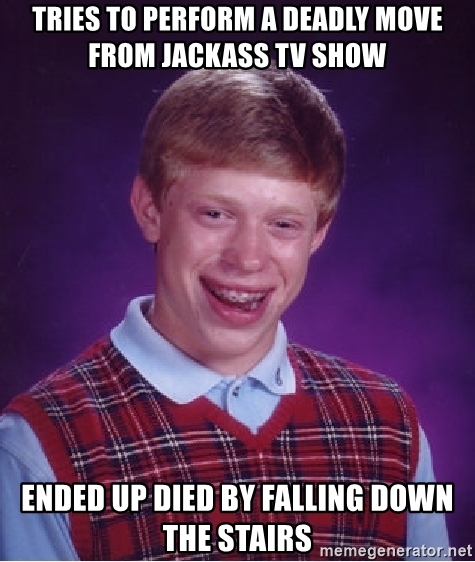 TRIES TO PERFORM A DEADLY MOVE
FROM JACKASS TV SHOW
ENDED UP DIED BY FALLING DOWN
THE STAIRS
memegenerator.net